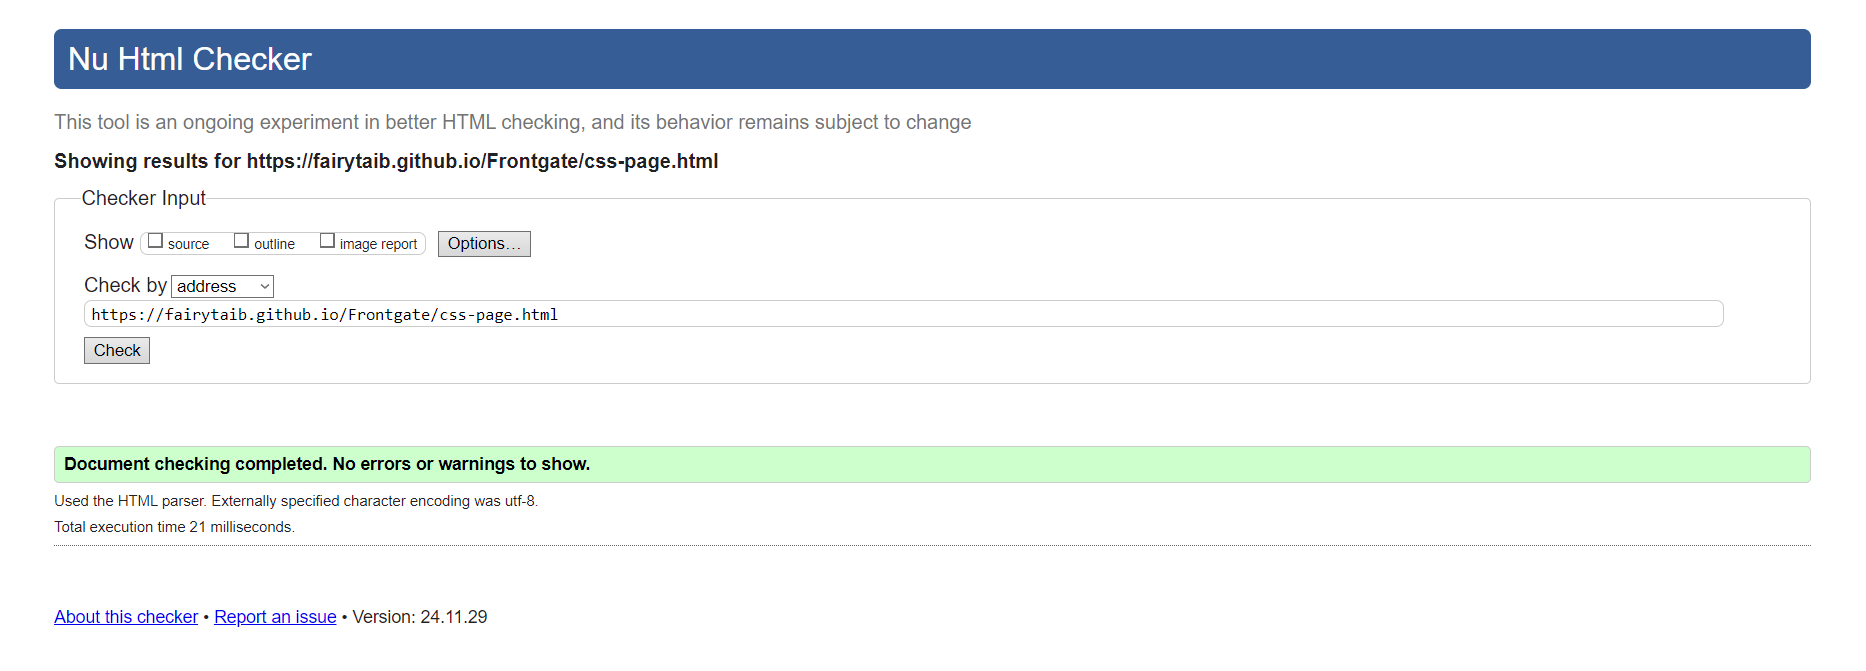 Nu Html Checker
This tool is an ongoing experiment in better HTML checking, and its behavior remains subject to change
Showing results for https://fairytaib.github.io/Frontgate/css-page.html
Checker Input
Show source outline image report Options...
Check by address
https://fairytaib.github.io/Frontgate/css-page.html
Check
Document checking completed. No errors or warnings to show.
Used the HTML parser. Externally specified character encoding was utf-8.
Total execution time 21 milliseconds.
About this checker • Report an issue • Version: 24.11.29